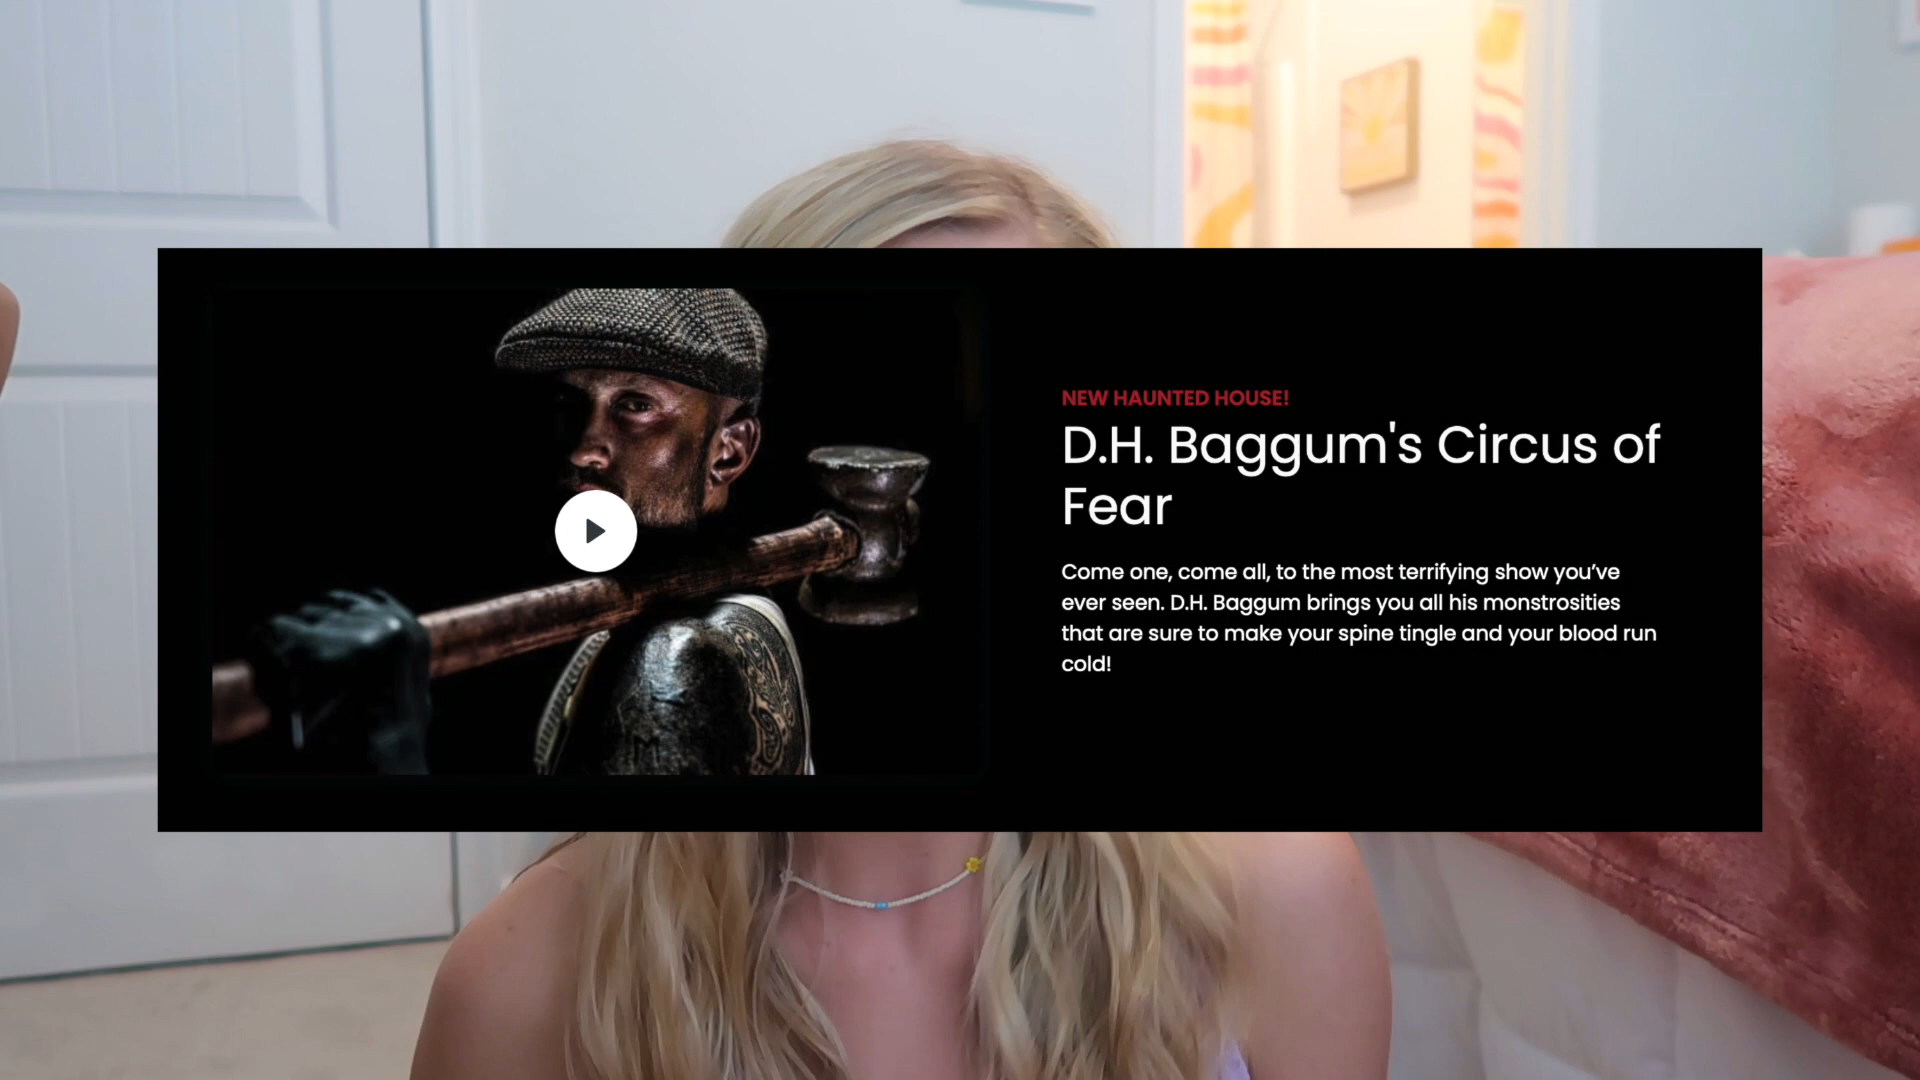 NEW HAUNTED HOUSE!
D.H. Baggum's Circus of
Fear
Come one, come all, to the most terrifying show you’ve
ever seen. D.H. Baggum brings you all his monstrosities
that are sure to make your spine tingle and your blood run
cold!